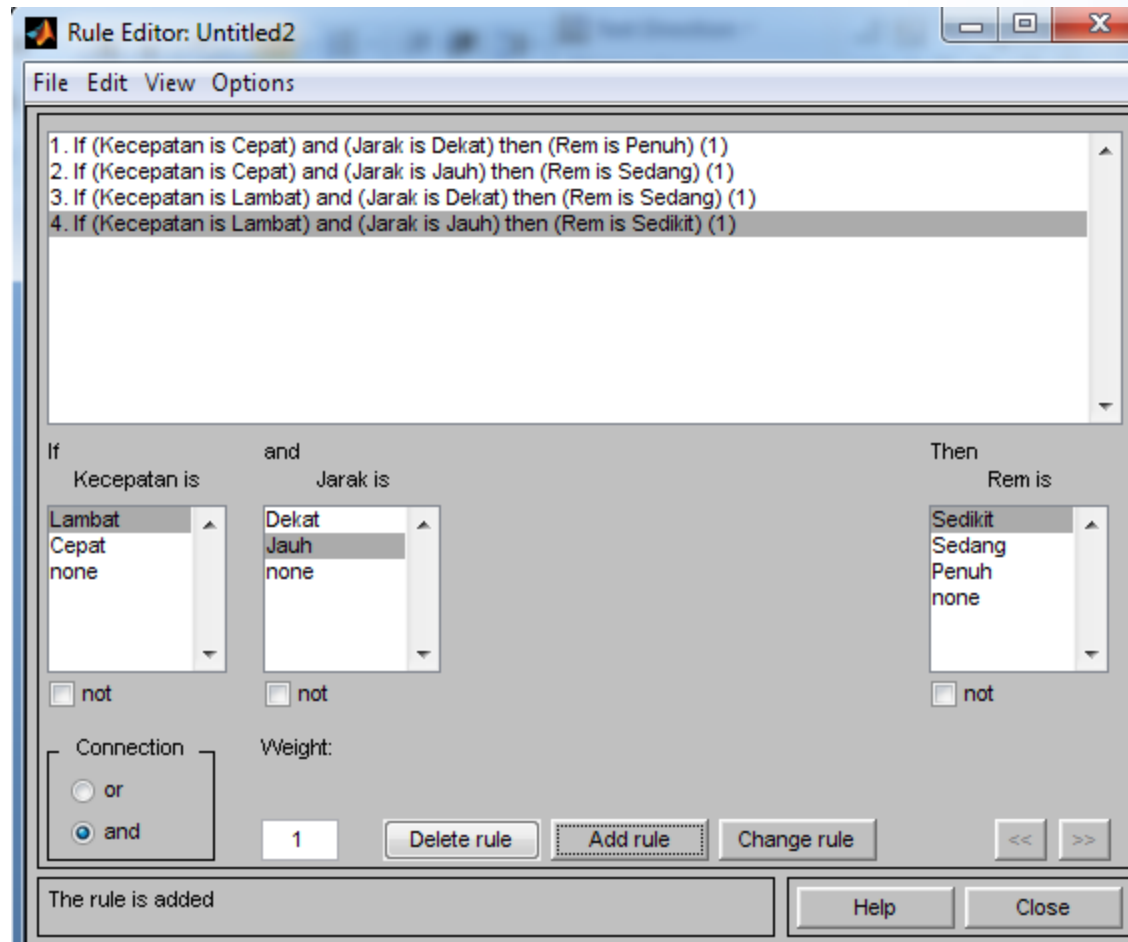 Rule Editor: Untitled2
File Edit View Options
1. If (Kecepatan is Cepat) and (Jarak is Dekat) then (Rem is Penuh) (1)
2. If (Kecepatan is Cepat) and (Jarak is Jauh) then (Rem is Sedang) (1)
3. If (Kecepatan is Lambat) and (Jarak is Dekat) then (Rem is Sedang) (1)
4. If (Kecepatan is Lambat) and (Jarak is Jauh) then (Rem is Sedikit) (1)
If and Then
Kecepatan is Jarak is Rem is
Lambat Dekat Sedikit
Cepat Jauh Sedang
none none Penuh
none
not not not
Connection Weight:
or
and 1 Delete rule Add rule Change rule << >>
The rule is added Help Close